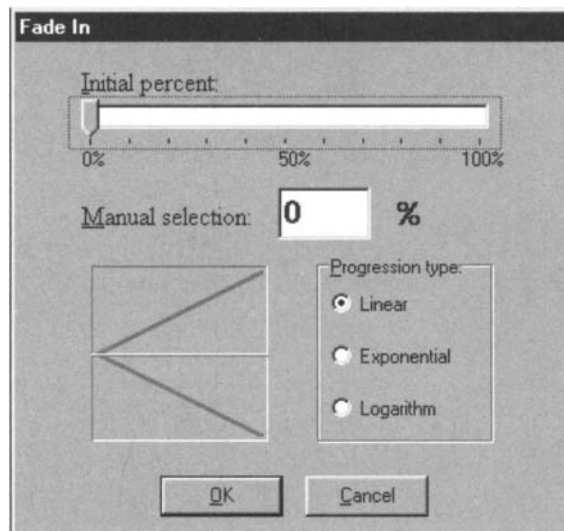 Fade In
Initial percent:
0% 50% 100%
Manual selection: 0 %
Progression type:
Linear
Exponential
Logarithm
OK Cancel